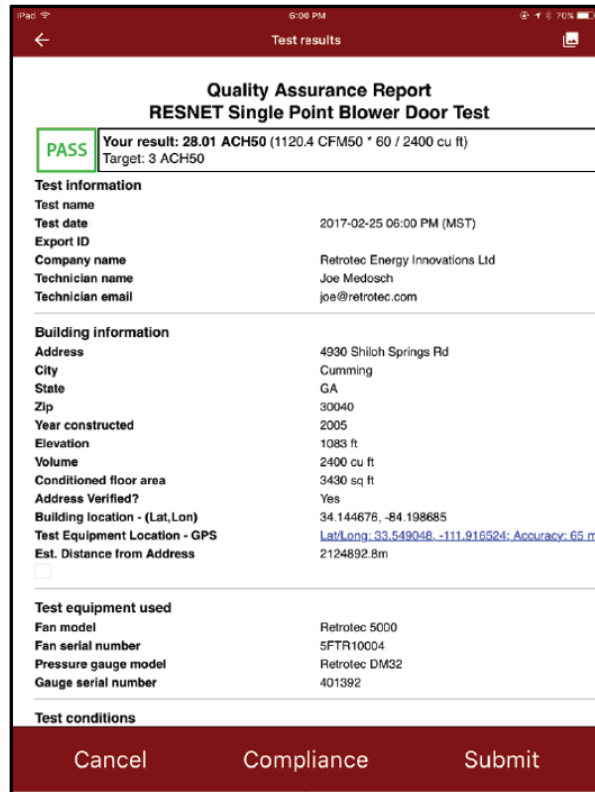 iPad 6:00 PM 70%
Test results
Quality Assurance Report
RESNET Single Point Blower Door Test
PASS
Your result: 28.01 ACH50 (1120.4 CFM50 * 60 / 2400 cu ft)
Target: 3 ACH50
Test information
Test name
Test date 2017-02-25 06:00 PM (MST)
Export ID
Company name Retrotec Energy Innovations Ltd
Technician name Joe Medosch
Technician email joe@retrotec.com
Building information
Address 4930 Shiloh Springs Rd
City Cumming
State GA
Zip 30040
Year constructed 2005
Elevation 1083 ft
Volume 2400 cu ft
Conditioned floor area 3430 sq ft
Address Verified? Yes
Building location - (Lat,Lon) 34.144676, -84.198685
Test Equipment Location - GPS Lat/Long: 33.549048, -111.916524; Accuracy: 65 m
Est. Distance from Address 2124892.8m
Test equipment used
Fan model Retrotec 5000
Fan serial number 5FTR10004
Pressure gauge model Retrotec DM32
Gauge serial number 401392
Test conditions
Cancel Compliance Submit